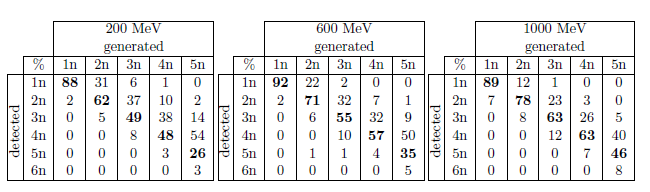 200 MeV 600 MeV 1000 MeV
generated generated generated
% 1n 2n 3n 4n 5n % 1n 2n 3n 4n 5n % 1n 2n 3n 4n 5n
detected detected detected
1n 88 31 6 1 0 1n 92 22 2 0 0 1n 89 12 1 0 0
2n 2 62 37 10 2 2n 2 71 32 7 1 2n 7 78 23 3 0
3n 0 5 49 38 14 3n 0 6 55 32 9 3n 0 8 63 26 5
4n 0 0 8 48 54 4n 0 0 10 57 50 4n 0 0 12 63 40
5n 0 0 0 3 26 5n 0 1 1 4 35 5n 0 0 0 7 46
6n 0 0 0 0 3 6n 0 0 0 0 5 6n 0 0 0 0 8